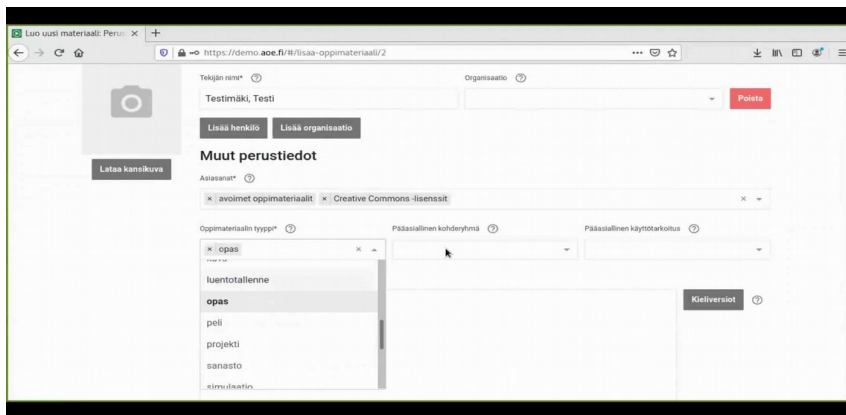 Luo uusi materiaali: Perus
https://demo.aoe.fi/#/lisaa-oppimateriaali/2
Tekijän nimi*
Organisaatio
Testimäki, Testi
Poista
Lisää henkilö
Lisää organisaatio
Lataa kansikuva
Muut perustiedot
Asiasanat*
× avoimet oppimateriaalit × Creative Commons -lisenssit
Oppimateriaalin tyyppi*
Pääasiallinen kohderyhmä
Pääasiallinen käyttötarkoitus
× opas
kuva
luentotallenne
opas
peli
projekti
sanasto
simulaatio
Kieliversiot